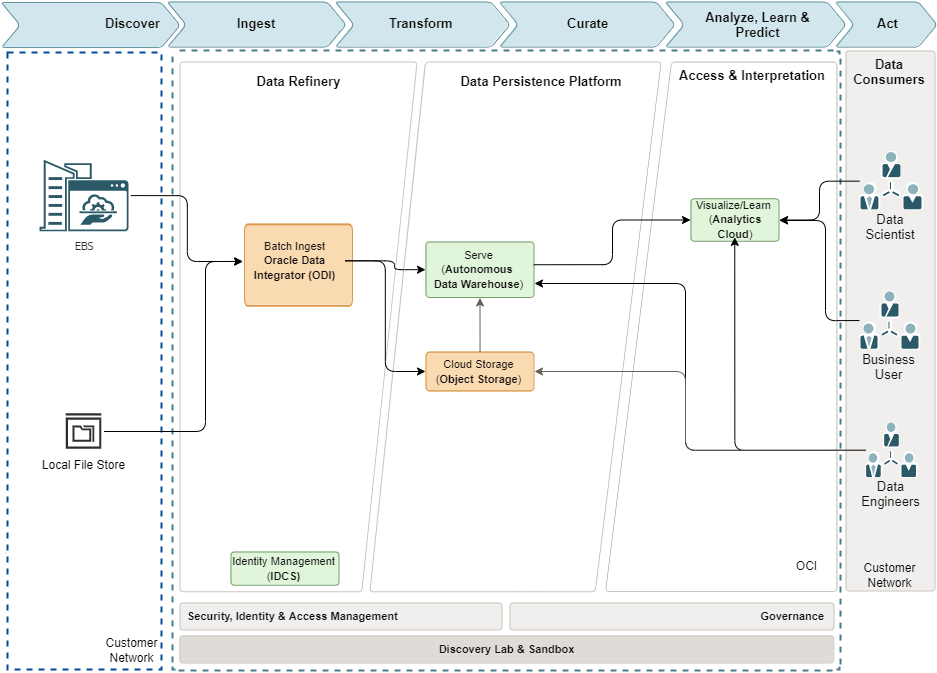 Discover
Ingest
Transform
Curate
Analyze, Learn &
Predict
Act
Data Refinery
Data Persistence Platform
Access & Interpretation
Data
Consumers
EBS
Batch Ingest
Oracle Data
Integrator (ODI)
Serve
(Autonomous
Data Warehouse)
Cloud Storage
(Object Storage)
Visualize/Learn
(Analytics
Cloud)
Data
Scientist
Business
User
Data
Engineers
Local File Store
Identity Management
(IDCS)
OCI
Customer
Network
Security, Identity & Access Management
Governance
Customer
Network
Discovery Lab & Sandbox